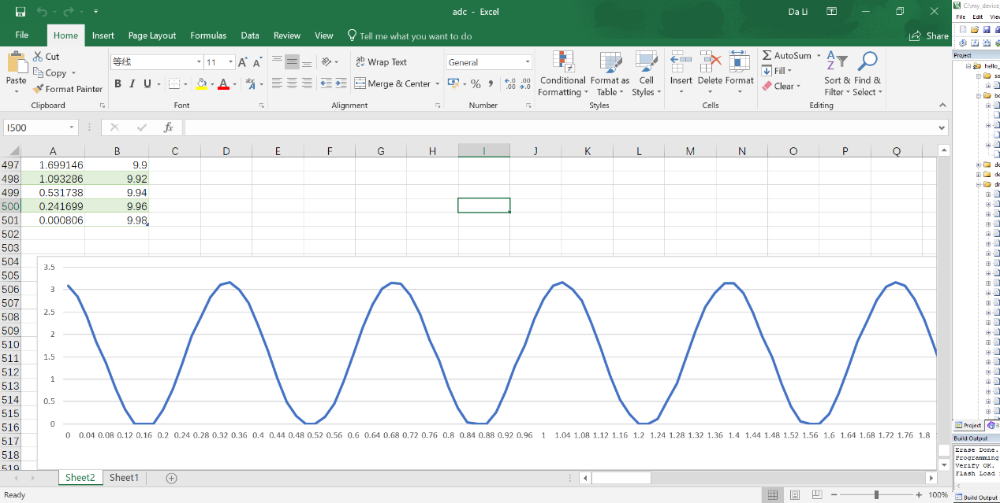 adc - Excel
Da Li
File Home Insert Page Layout Formulas Data Review View Tell me what you want to do Share
Paste
Cut
Copy
Format Painter
Clipboard
等线 11
B I U
Font
Wrap Text
Merge & Center
Alignment
General
Number
Conditional Formatting
Format as Table
Cell Styles
Styles
Insert Delete Format
Cells
AutoSum
Fill
Clear
Sort & Filter
Find & Select
Editing
I500
fx
A B C D E F G H I J K L M N O P Q
497 1.699146 9.9
498 1.093286 9.92
499 0.531738 9.94
500 0.241699 9.96
501 0.000806 9.98
502
503
504
505
506
507
508
509
510
511
512
513
514
515
516
517
518
519
3.5
3
2.5
2
1.5
1
0.5
0
0 0.04 0.08 0.12 0.16 0.2 0.24 0.28 0.32 0.36 0.4 0.44 0.48 0.52 0.56 0.6 0.64 0.68 0.72 0.76 0.8 0.84 0.88 0.92 0.96 1 1.04 1.08 1.12 1.16 1.2 1.24 1.28 1.32 1.36 1.4 1.44 1.48 1.52 1.56 1.6 1.64 1.68 1.72 1.76 1.8
Sheet2 Sheet1
Ready
100%
C:\my_device
File Edit View
Project
hello_
Project
Build Output
Erase Done.
Programming
Verify OK.
Flash Load
Build Output